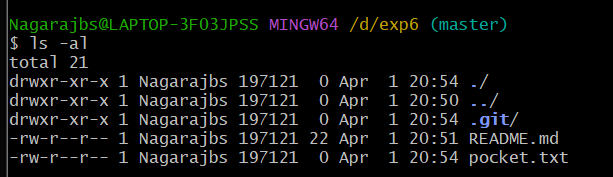 Nagarajbs@LAPTOP-3FO3JPSS MINGW64 /d/exp6 (master)
$ ls -al
total 21
drwxr-xr-x 1 Nagarajbs 197121  0 Apr  1 20:54 ./
drwxr-xr-x 1 Nagarajbs 197121  0 Apr  1 20:50 ../
drwxr-xr-x 1 Nagarajbs 197121  0 Apr  1 20:54 .git/
-rw-r--r-- 1 Nagarajbs 197121 22 Apr  1 20:51 README.md
-rw-r--r-- 1 Nagarajbs 197121  0 Apr  1 20:54 pocket.txt